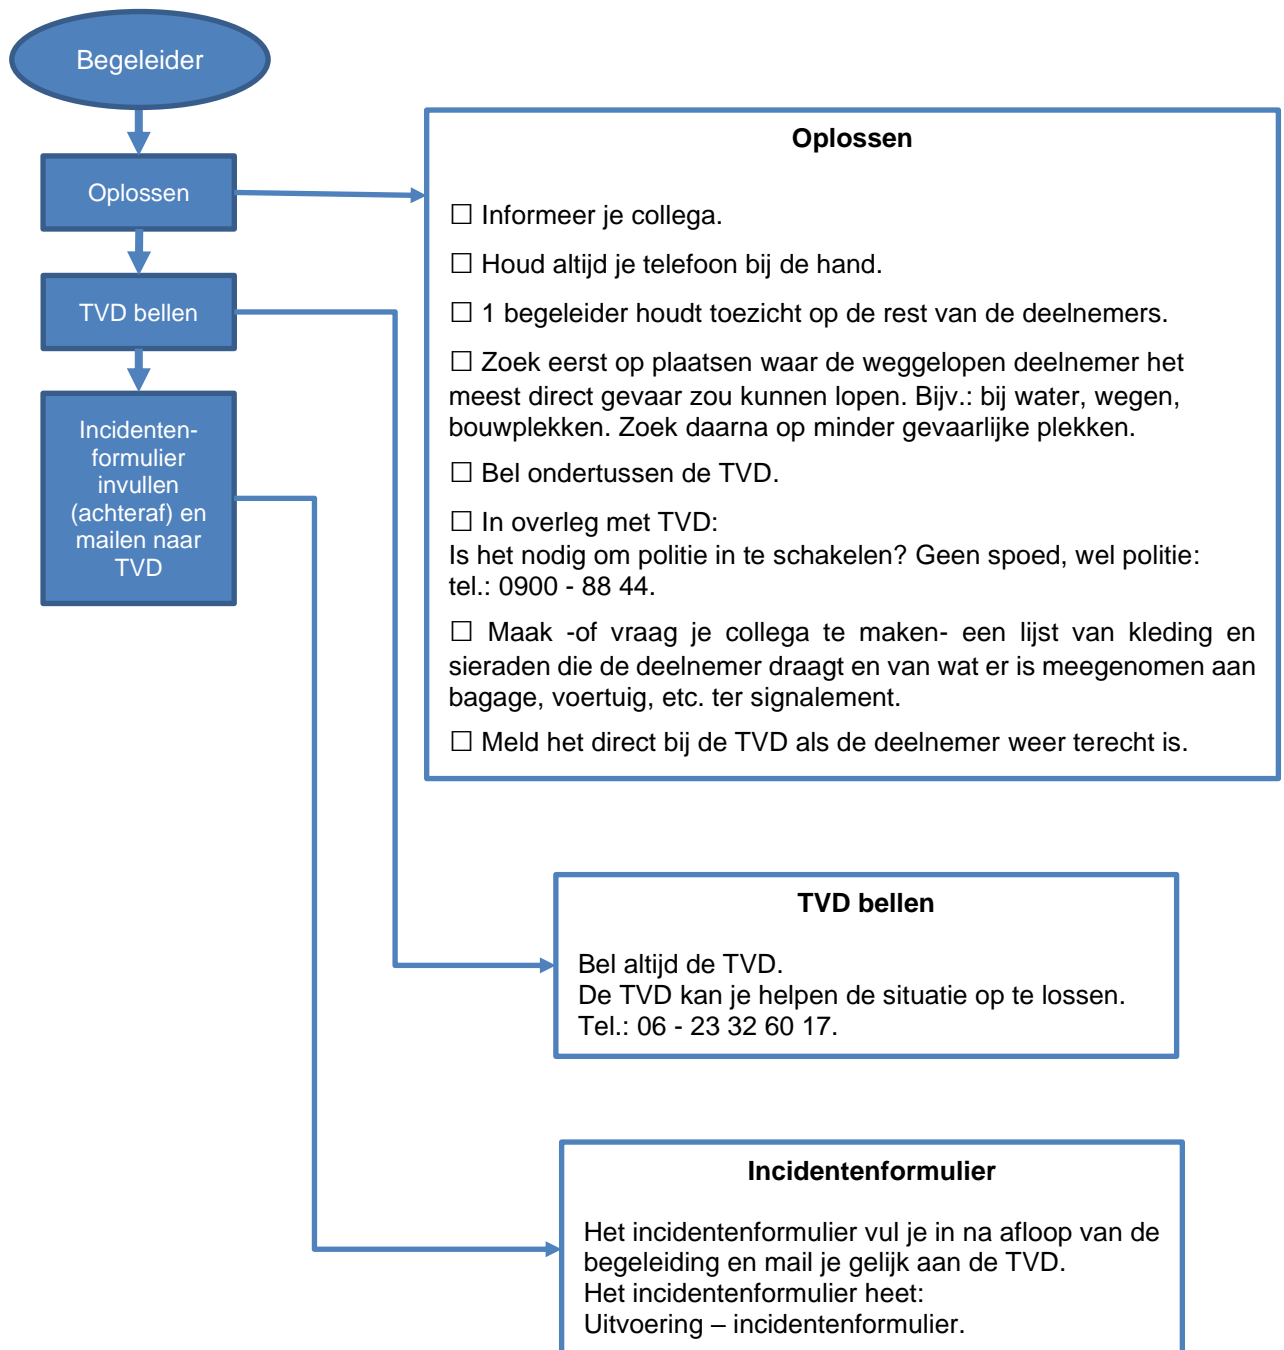 Begeleider
Oplossen
TVD bellen
Incidenten-
formulier
invullen
(achteraf) en
mailen naar
TVD
Oplossen
☐ Informeer je collega.
☐ Houd altijd je telefoon bij de hand.
☐ 1 begeleider houdt toezicht op de rest van de deelnemers.
☐ Zoek eerst op plaatsen waar de weggelopen deelnemer het
meest direct gevaar zou kunnen lopen. Bijv.: bij water, wegen,
bouwplekken. Zoek daarna op minder gevaarlijke plekken.
☐ Bel ondertussen de TVD.
☐ In overleg met TVD:
Is het nodig om politie in te schakelen? Geen spoed, wel politie:
tel.: 0900 - 88 44.
☐ Maak -of vraag je collega te maken- een lijst van kleding en
sieraden die de deelnemer draagt en van wat er is meegenomen aan
bagage, voertuig, etc. ter signalement.
☐ Meld het direct bij de TVD als de deelnemer weer terecht is.
TVD bellen
Bel altijd de TVD.
De TVD kan je helpen de situatie op te lossen.
Tel.: 06 - 23 32 60 17.
Incidentenformulier
Het incidentenformulier vul je in na afloop van de
begeleiding en mail je gelijk aan de TVD.
Het incidentenformulier heet:
Uitvoering – incidentenformulier.